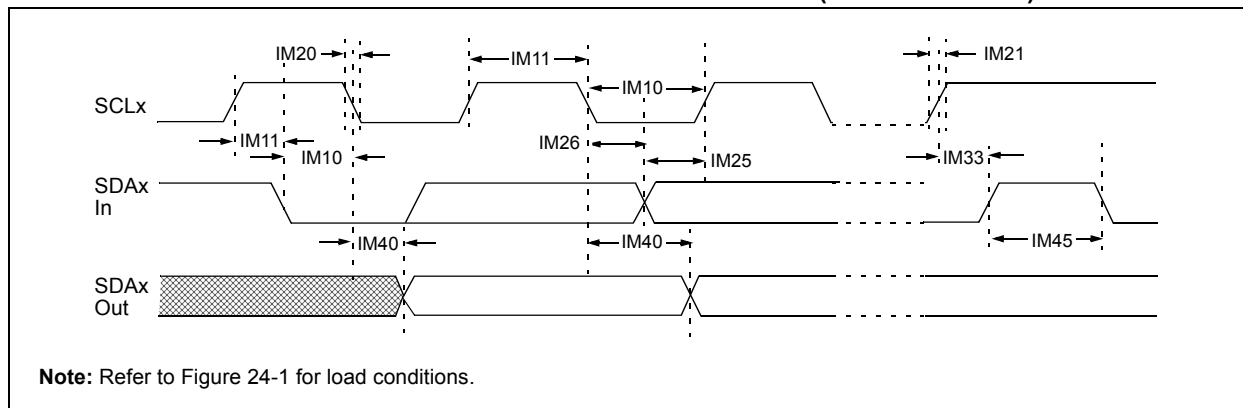 IM20
IM11
IM10
IM21
SCLx
IM11
IM10
IM26
IM25
IM33
SDAx
In
IM40
IM40
IM45
SDAx
Out
Note: Refer to Figure 24-1 for load conditions.